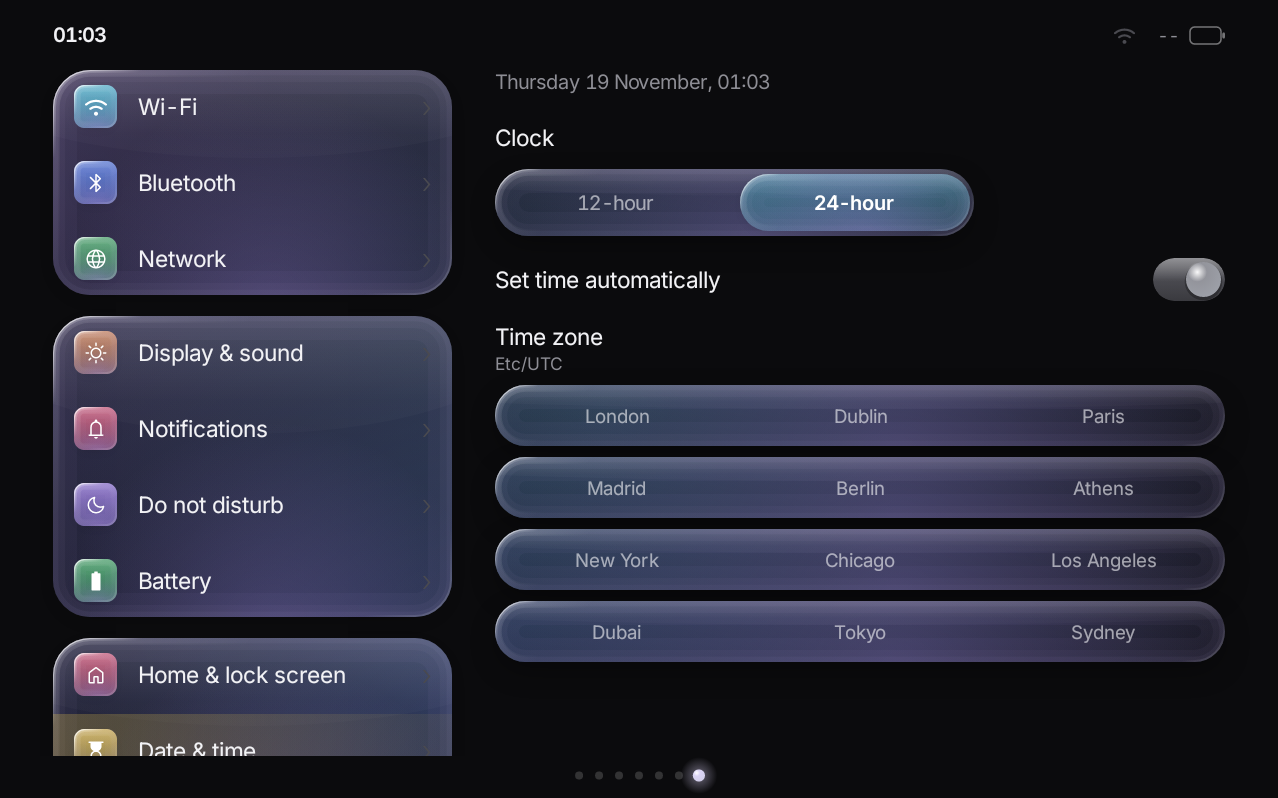 01:03
--
Wi-Fi
Bluetooth
Network
Display & sound
Notifications
Do not disturb
Battery
Home & lock screen
Date & time
Thursday 19 November, 01:03
Clock
12-hour 24-hour
Set time automatically
Time zone
Etc/UTC
London Dublin Paris
Madrid Berlin Athens
New York Chicago Los Angeles
Dubai Tokyo Sydney